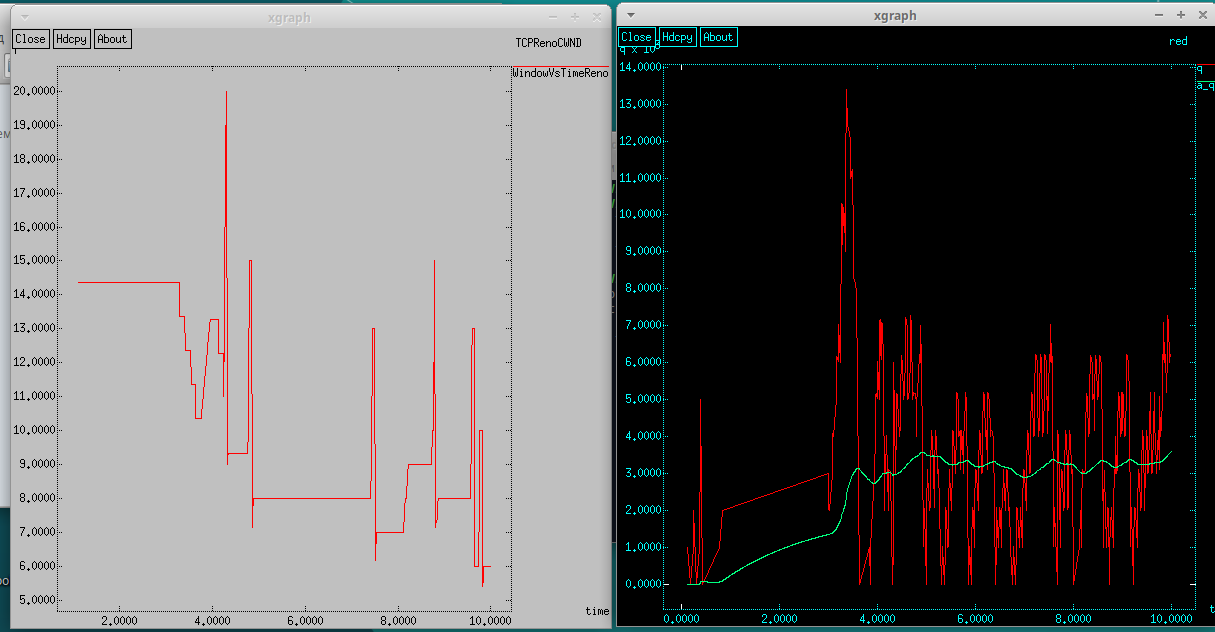 xgraph
Close Hdcpy About
TCPRenoCWND
WindowVsTimeReno
20.0000
19.0000
18.0000
17.0000
16.0000
15.0000
14.0000
13.0000
12.0000
11.0000
10.0000
9.0000
8.0000
7.0000
6.0000
5.0000
time
2.0000 4.0000 6.0000 8.0000 10.0000
xgraph
Close Hdcpy About
red
q
a_q
14.0000
13.0000
12.0000
11.0000
10.0000
9.0000
8.0000
7.0000
6.0000
5.0000
4.0000
3.0000
2.0000
1.0000
0.0000
t
0.0000 2.0000 4.0000 6.0000 8.0000 10.0000